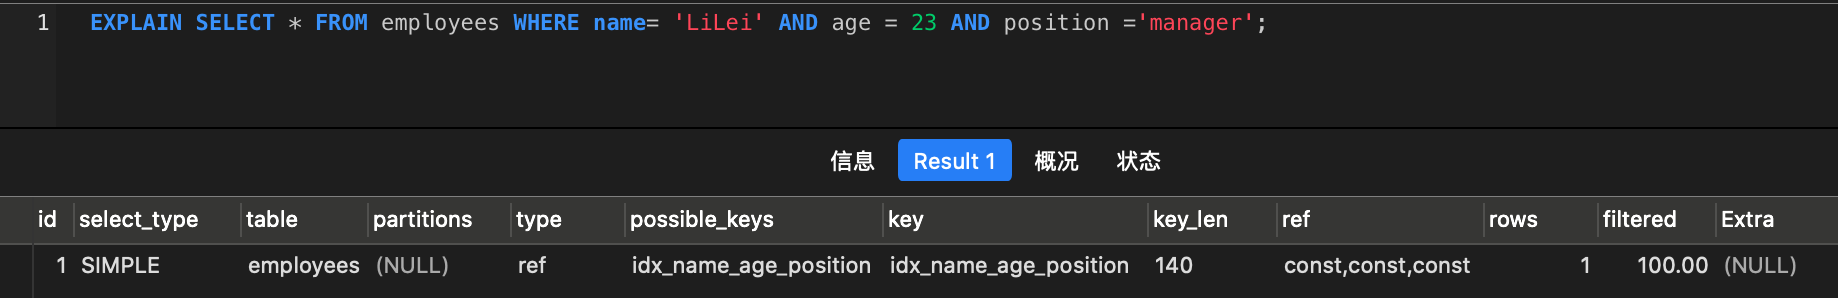 1 EXPLAIN SELECT * FROM employees WHERE name= 'LiLei' AND age = 23 AND position ='manager';
信息 Result 1 概况 状态
id select_type table partitions type possible_keys key key_len ref rows filtered Extra
1 SIMPLE employees (NULL) ref idx_name_age_position idx_name_age_position 140 const,const,const 1 100.00 (NULL)